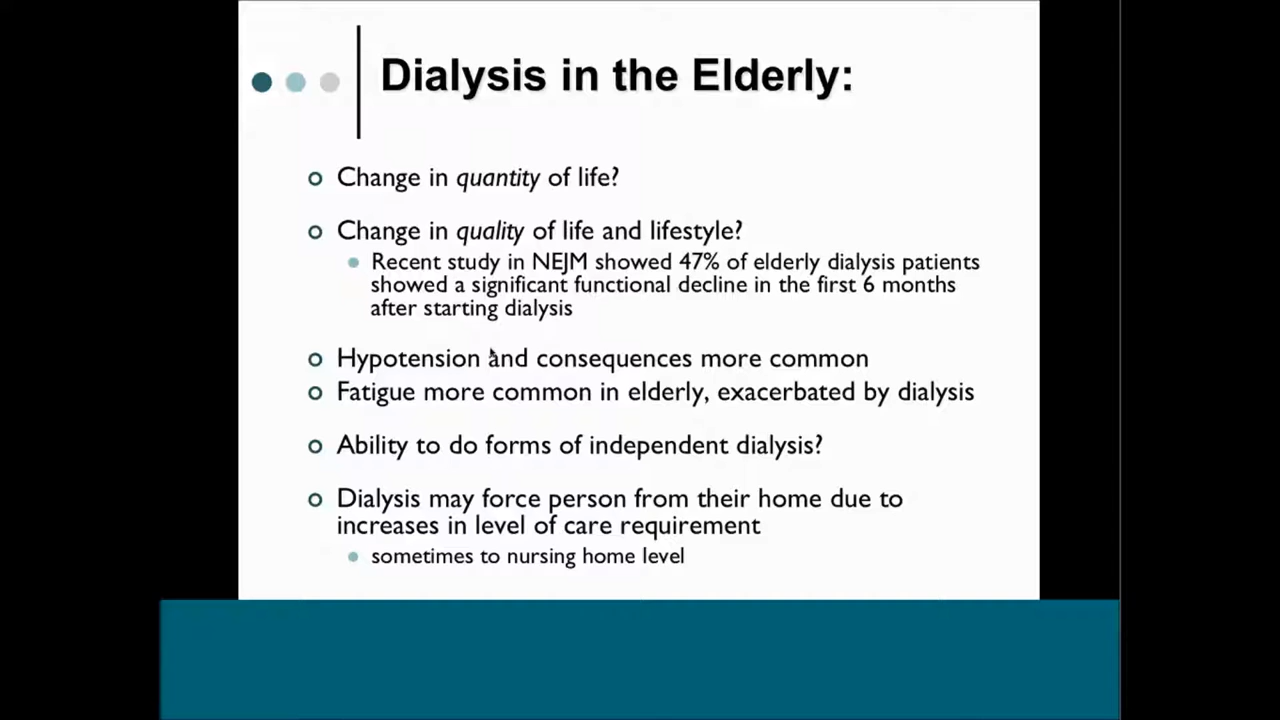 Dialysis in the Elderly:
Change in quantity of life?
Change in quality of life and lifestyle?
Recent study in NEJM showed 47% of elderly dialysis patients
showed a significant functional decline in the first 6 months
after starting dialysis
Hypotension and consequences more common
Fatigue more common in elderly, exacerbated by dialysis
Ability to do forms of independent dialysis?
Dialysis may force person from their home due to
increases in level of care requirement
sometimes to nursing home level